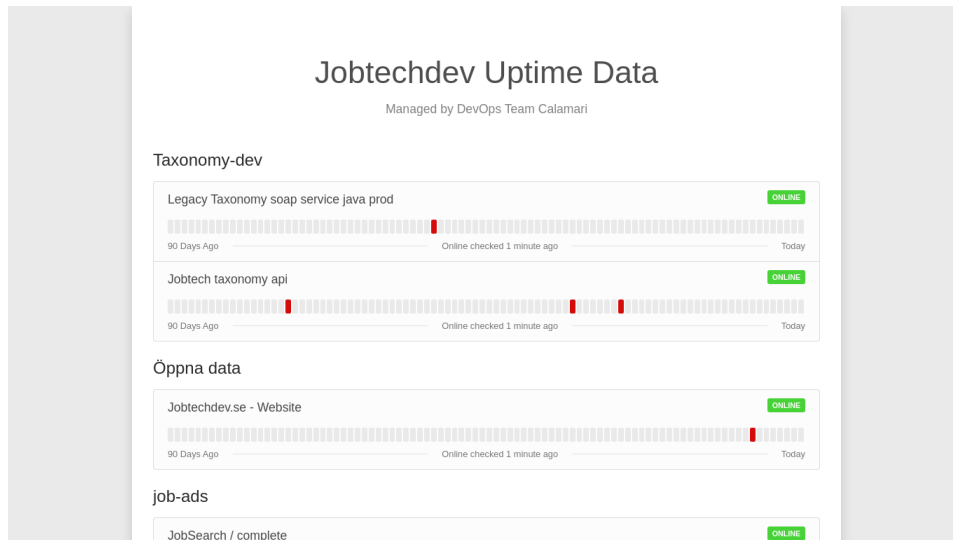 Jobtechdev Uptime Data
Managed by DevOps Team Calamari
Taxonomy-dev
Legacy Taxonomy soap service java prod ONLINE
90 Days Ago Online checked 1 minute ago Today
Jobtech taxonomy api ONLINE
90 Days Ago Online checked 1 minute ago Today
Öppna data
Jobtechdev.se - Website ONLINE
90 Days Ago Online checked 1 minute ago Today
job-ads
JobSearch / complete ONLINE